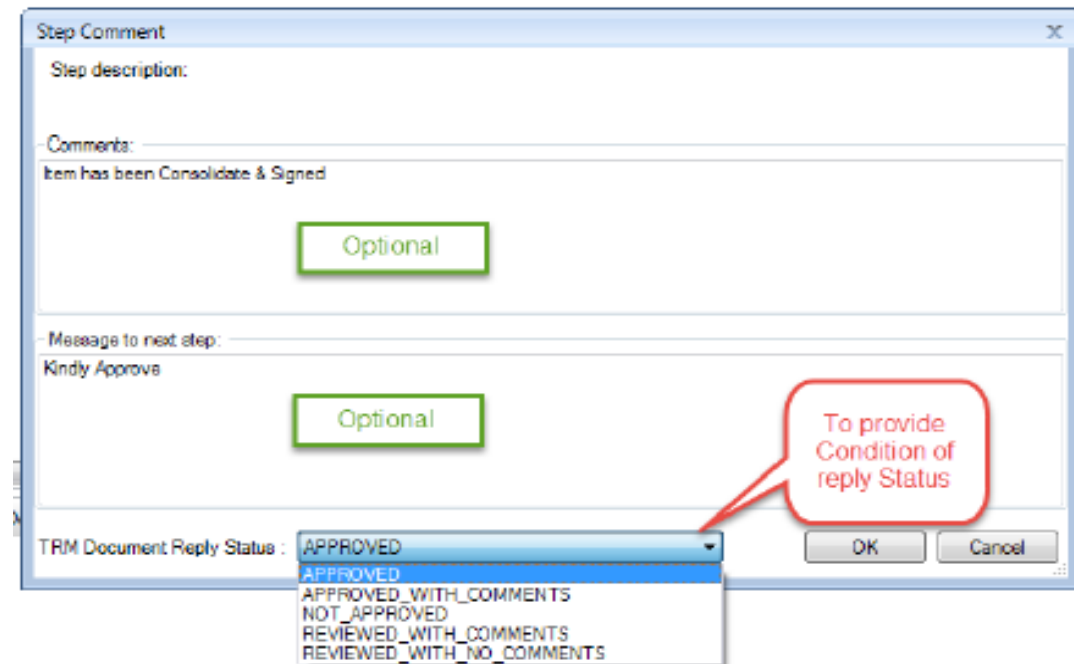 Step Comment
Step description:
Comments:
Item has been Consolidate & Signed
Optional
Message to next step:
Kindly Approve
Optional
To provide
Condition of
reply Status
TRM Document Reply Status : APPROVED OK Cancel
APPROVED
APPROVED_WITH_COMMENTS
NOT_APPROVED
REVIEWED_WITH_COMMENTS
REVIEWED_WITH_NO_COMMENTS